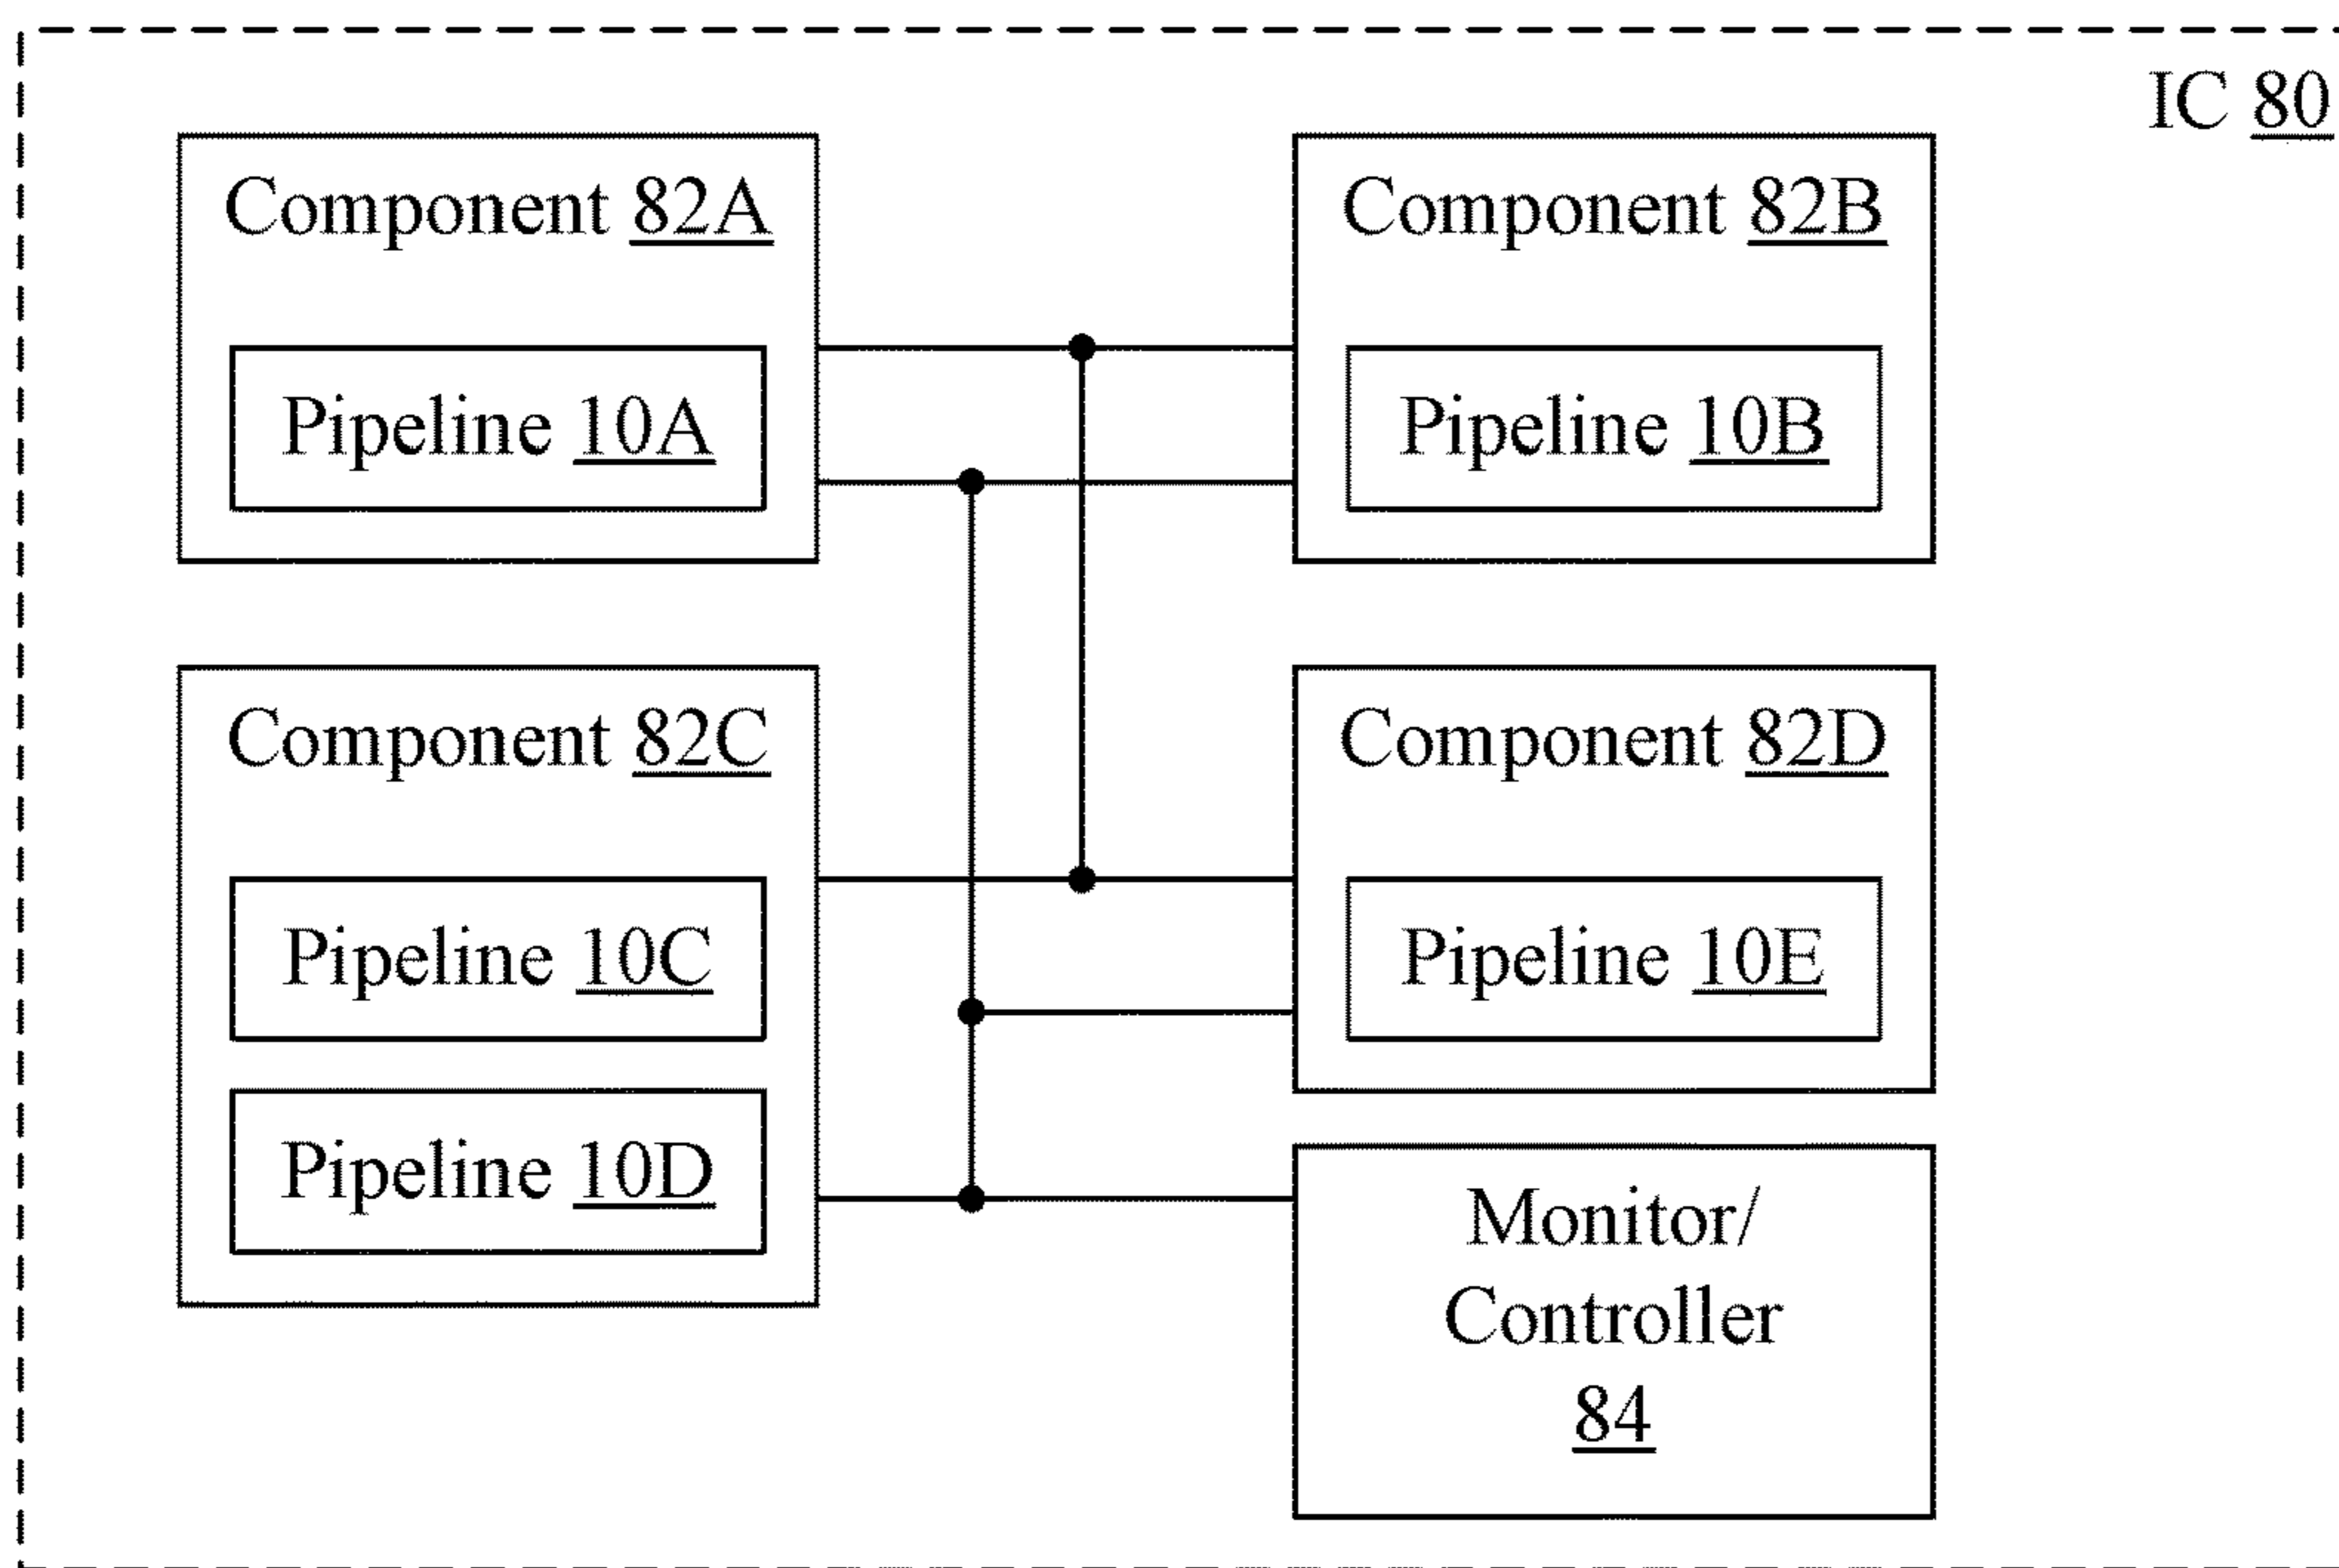 IC 80
Component 82A
Pipeline 10A
Component 82B
Pipeline 10B
Component 82C
Pipeline 10C
Pipeline 10D
Component 82D
Pipeline 10E
Monitor/
Controller
84